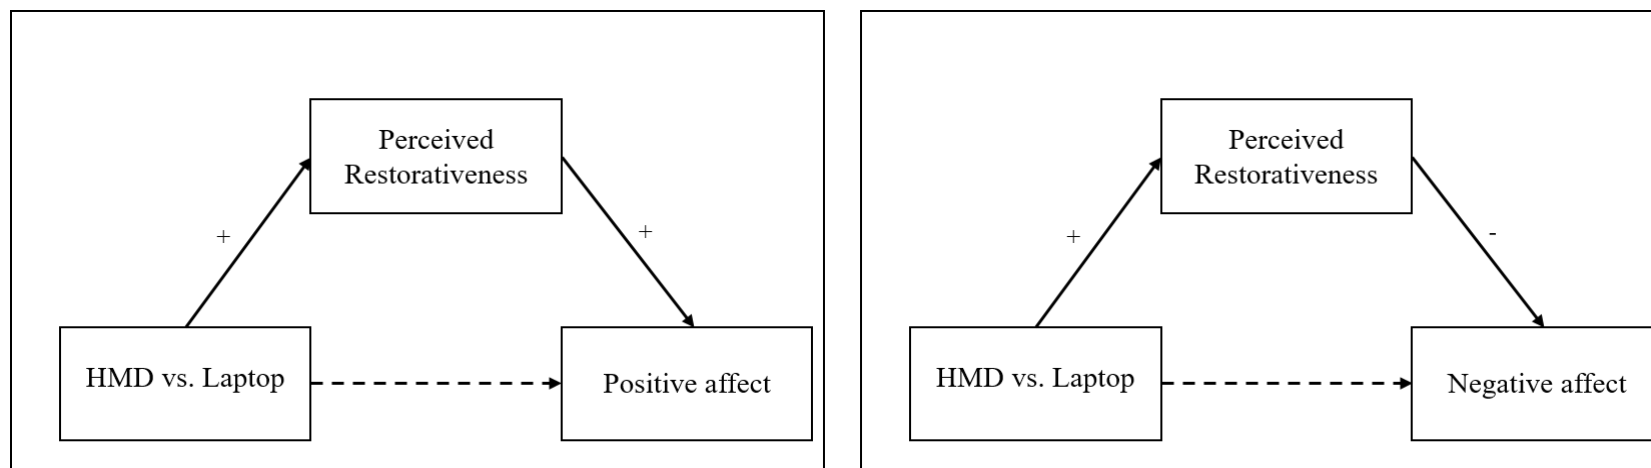 Perceived
Restorativeness
+
+
HMD vs. Laptop
Positive affect
Perceived
Restorativeness
+
-
HMD vs. Laptop
Negative affect